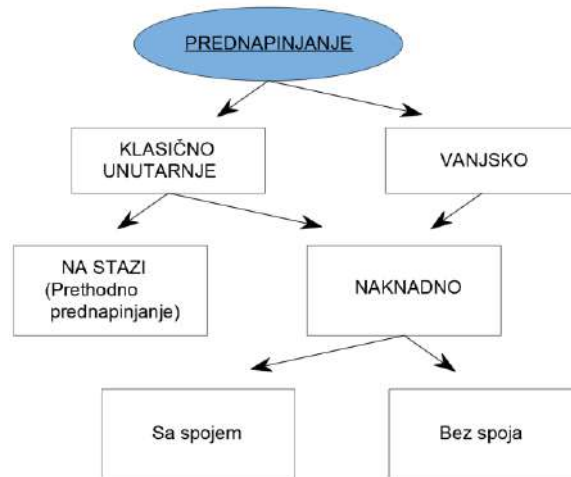 PREDNAPINJANJE
KLASIČNO
UNUTARNJE
VANJSKO
NA STAZI
(Prethodno
prednapinjanje)
NAKNADNO
Sa spojem
Bez spoja